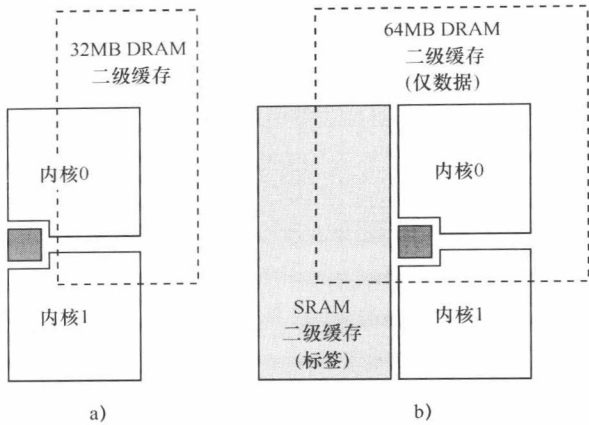 32MB DRAM
二级缓存
内核0
内核1
a)
64MB DRAM
二级缓存
(仅数据)
内核0
SRAM
二级缓存
(标签)
内核1
b)